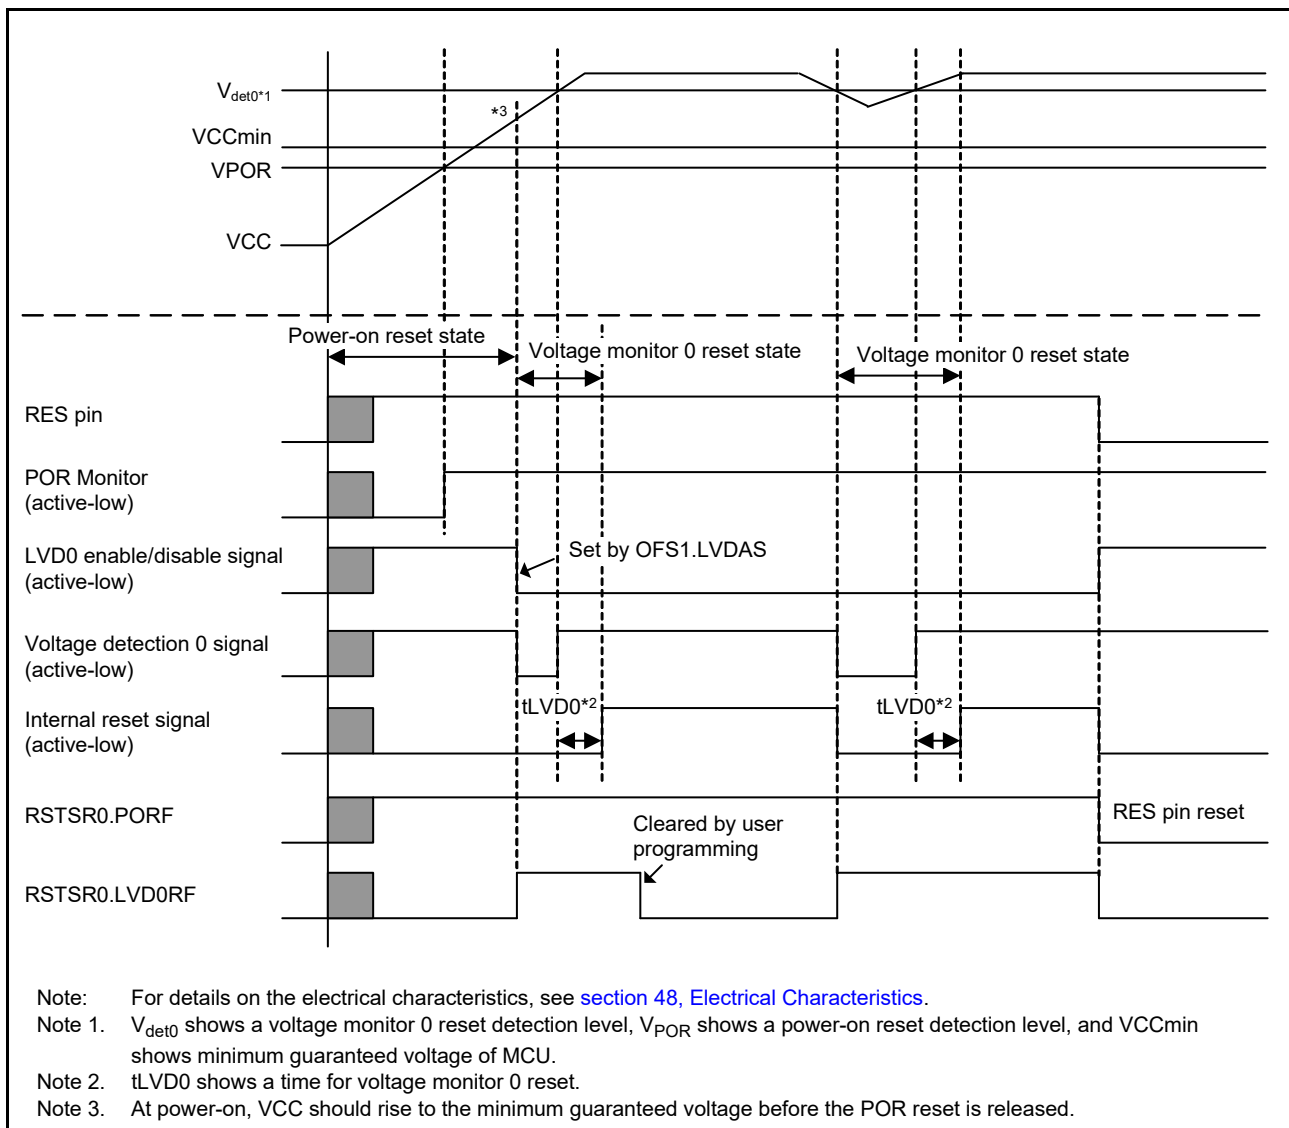 Vdet0*1
*3
VCCmin
VPOR
VCC
Power-on reset state
Voltage monitor 0 reset state
Voltage monitor 0 reset state
RES pin
POR Monitor
(active-low)
LVD0 enable/disable signal
(active-low)
Set by OFS1.LVDAS
Voltage detection 0 signal
(active-low)
tLVD0*2
tLVD0*2
Internal reset signal
(active-low)
RSTSR0.PORF
RES pin reset
Cleared by user
programming
RSTSR0.LVD0RF
Note: For details on the electrical characteristics, see section 48, Electrical Characteristics.
Note 1. Vdet0 shows a voltage monitor 0 reset detection level, VPOR shows a power-on reset detection level, and VCCmin
shows minimum guaranteed voltage of MCU.
Note 2. tLVD0 shows a time for voltage monitor 0 reset.
Note 3. At power-on, VCC should rise to the minimum guaranteed voltage before the POR reset is released.